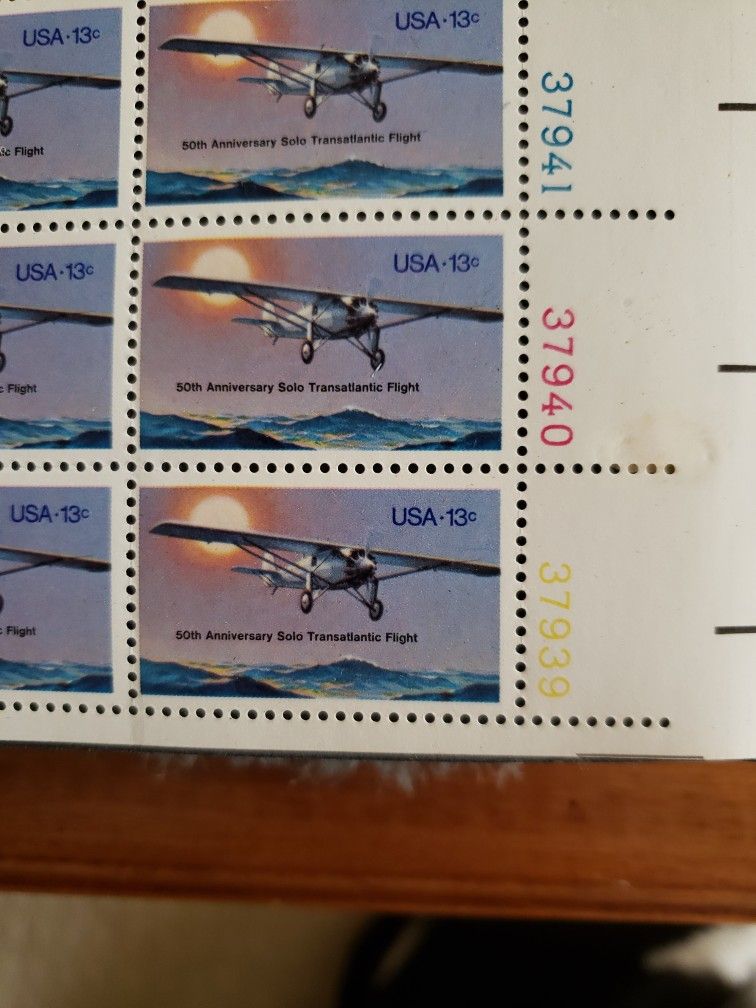 USA·13c
USA·13c
37941
c Flight
50th Anniversary Solo Transatlantic Flight
USA·13c
USA·13c
37940
c Flight
50th Anniversary Solo Transatlantic Flight
USA·13c
USA·13c
37939
Flight
50th Anniversary Solo Transatlantic Flight